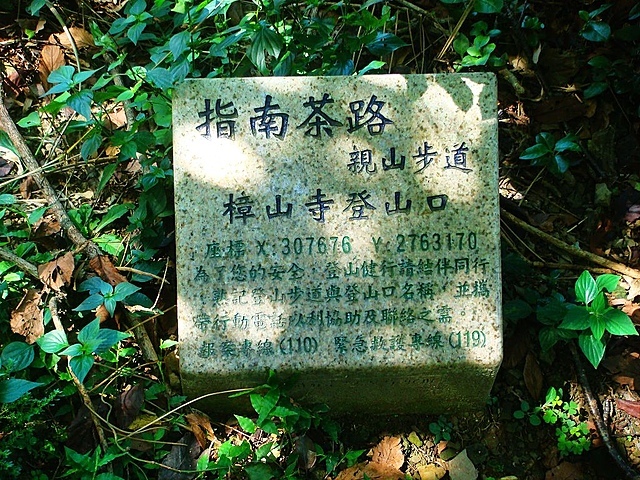 指南茶路
親山步道
樟山寺登山口
座標 X:307676 Y:2763170
為了您的安全，登山健行請結伴同行
熟記登山步道與登山口名稱，並攜
帶行動電話以利協助及聯絡之需。
報案專線(110) 緊急救護專線(119)